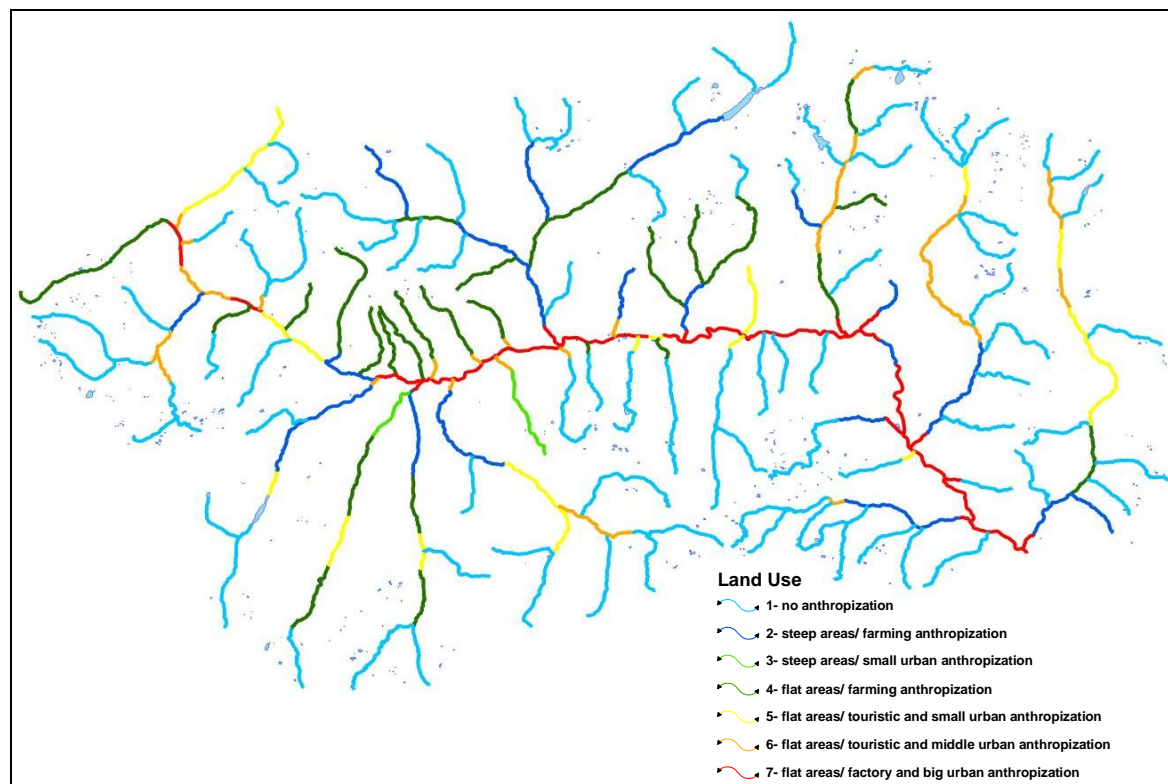 Land Use
1- no anthropization
2- steep areas/ farming anthropization
3- steep areas/ small urban anthropization
4- flat areas/ farming anthropization
5- flat areas/ touristic and small urban anthropization
6- flat areas/ touristic and middle urban anthropization
7- flat areas/ factory and big urban anthropization